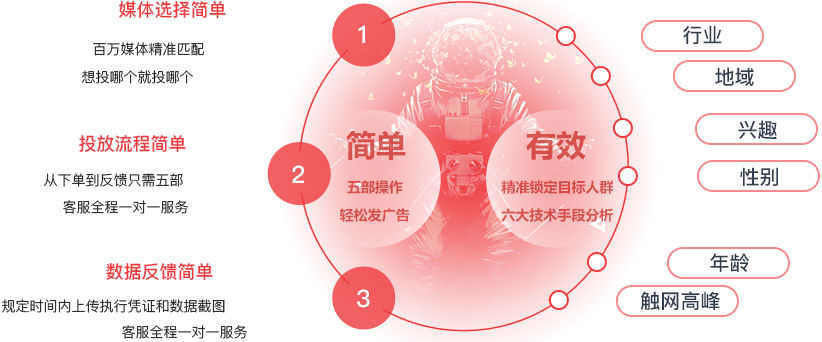 媒体选择简单
百万媒体精准匹配
想投哪个就投哪个
投放流程简单
从下单到反馈只需五部
客服全程一对一服务
数据反馈简单
规定时间内上传执行凭证和数据截图
客服全程一对一服务
1
2
3
简单
五部操作
轻松发广告
有效
精准锁定目标人群
六大技术手段分析
行业
地域
兴趣
性别
年龄
触网高峰